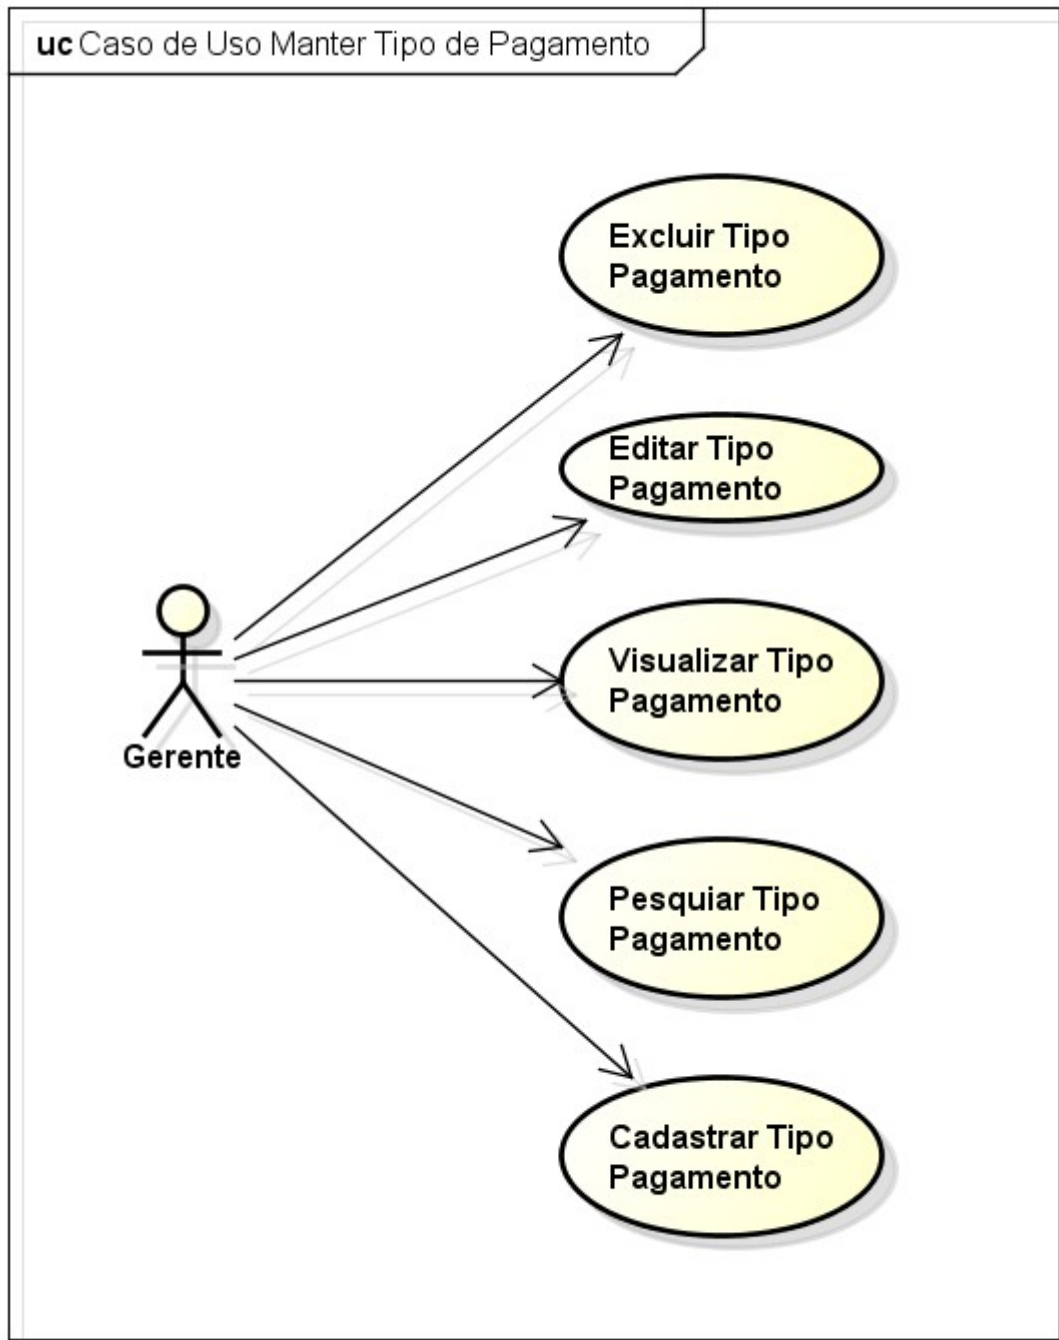 uc Caso de Uso Manter Tipo de Pagamento
Excluir Tipo
Pagamento
Editar Tipo
Pagamento
Visualizar Tipo
Pagamento
Gerente
Pesquiar Tipo
Pagamento
Cadastrar Tipo
Pagamento